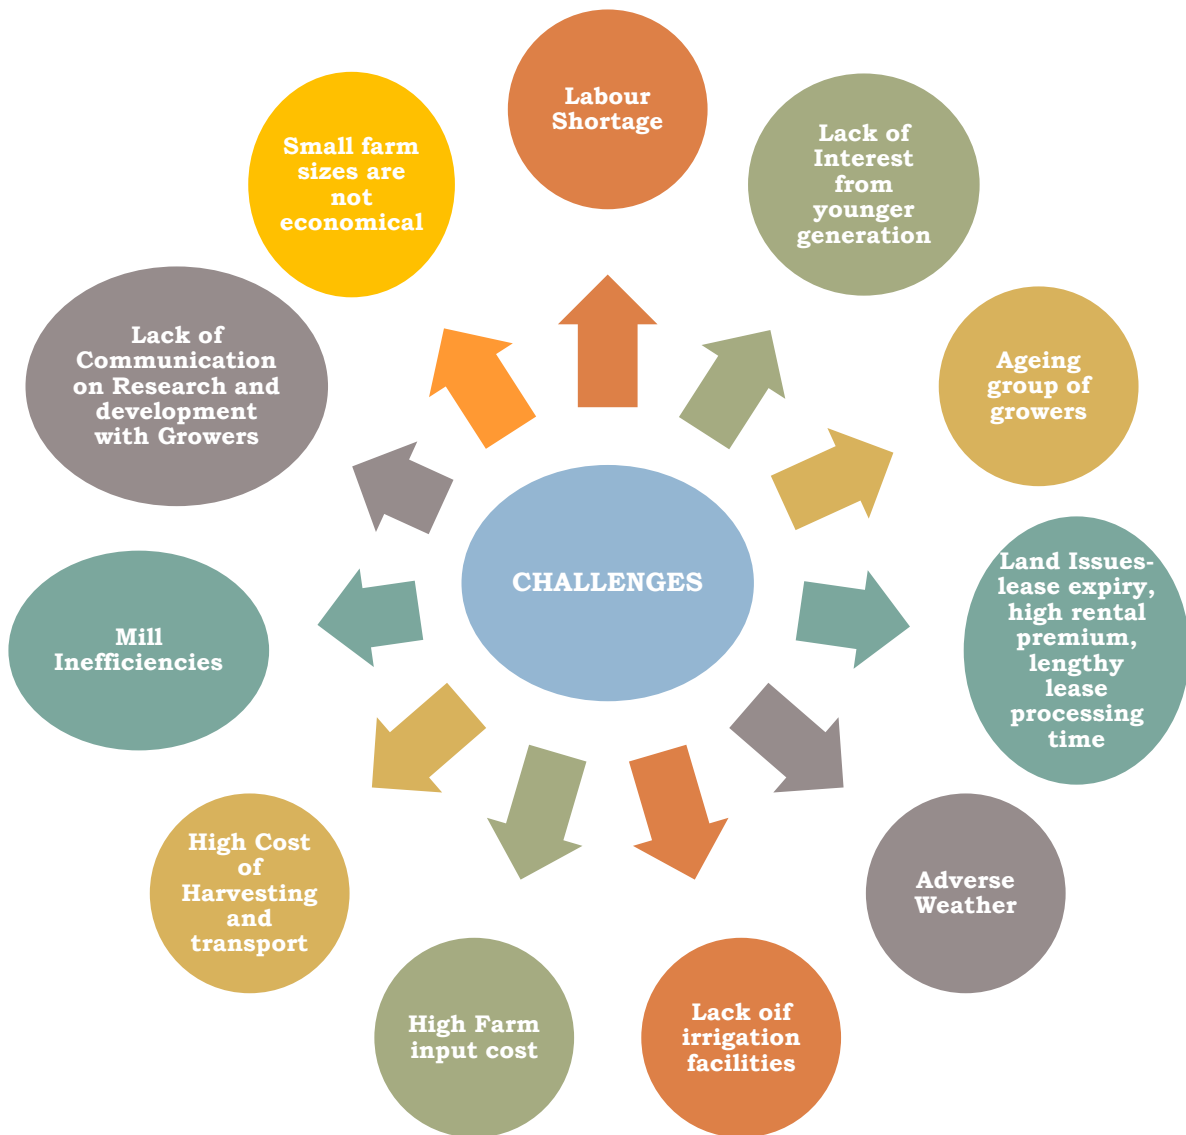 Labour
Shortage
Lack of
Interest
from
younger
generation
Ageing
group of
growers
Land Issues-
lease expiry,
high rental
premium,
lengthy
lease
processing
time
Adverse
Weather
Lack oif
irrigation
facilities
High Farm
input cost
High Cost
of
Harvesting
and
transport
Mill
Inefficiencies
Lack of
Communication
on Research and
development
with Growers
Small farm
sizes are
not
economical
CHALLENGES